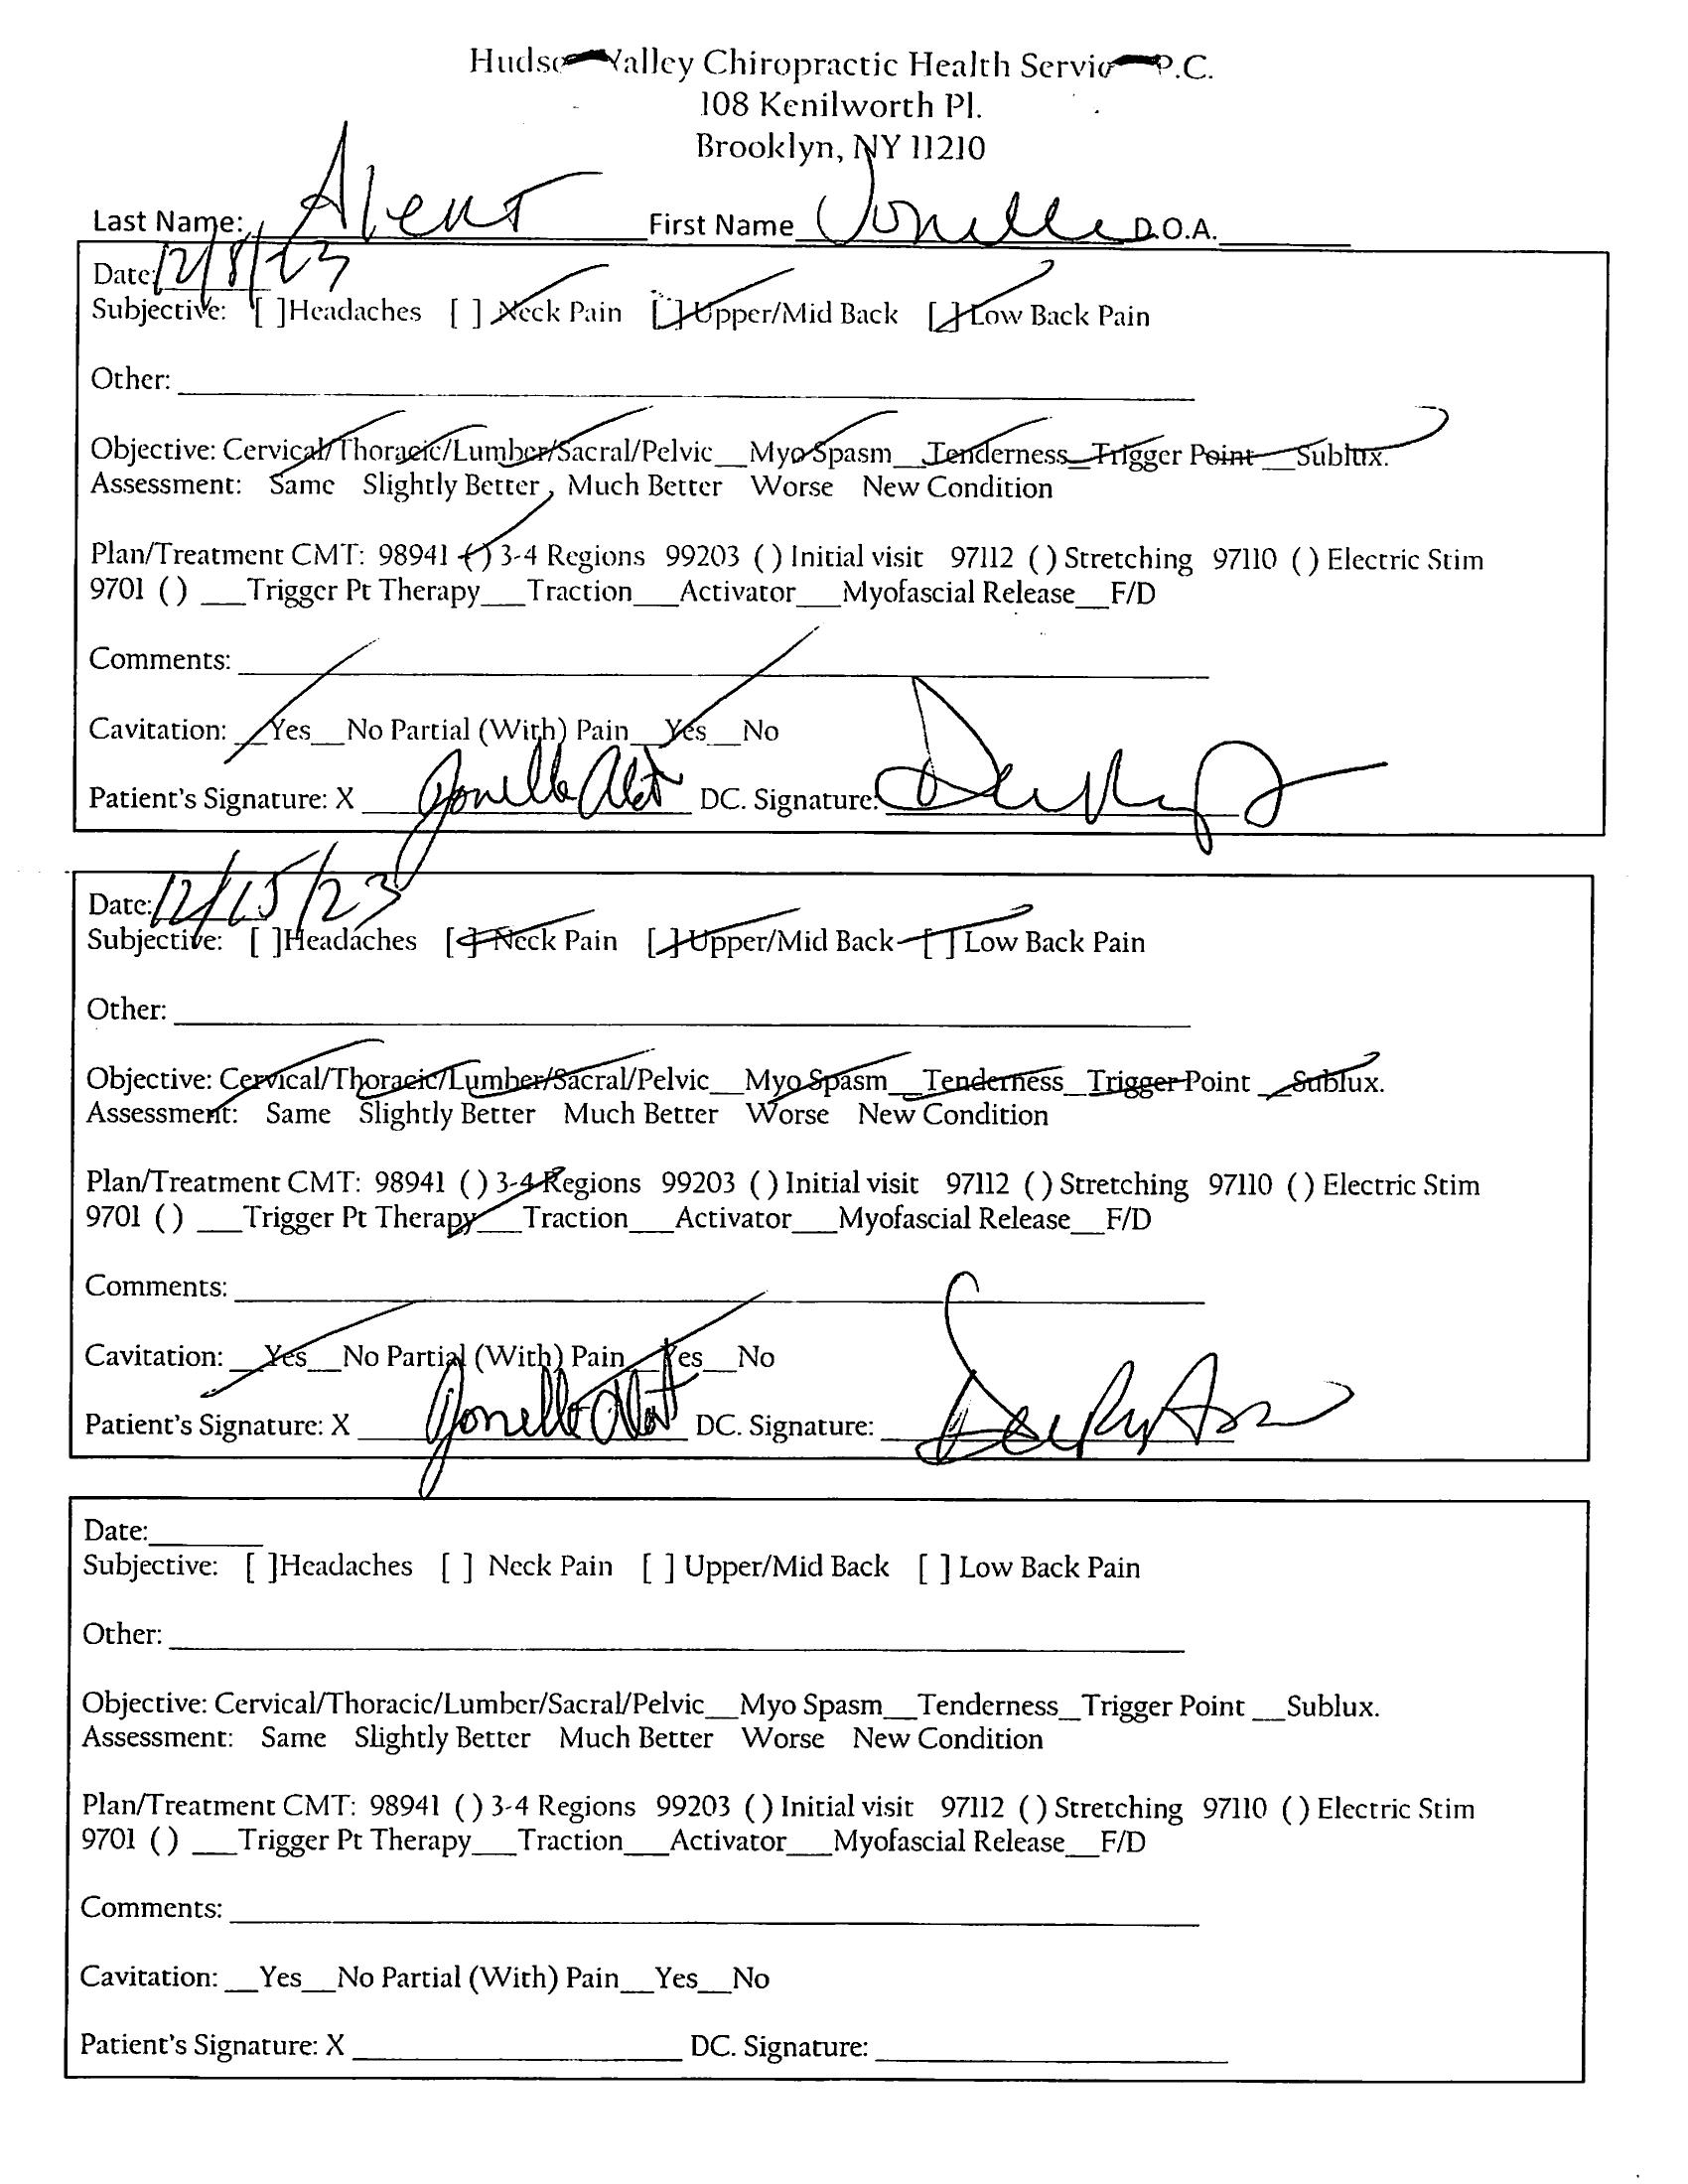 Hudson Valley Chiropractic Health Servic P.C.
108 Kenilworth Pl.
Brooklyn, NY 11210
Last Name: Alent First Name Jonelle D.O.A.
Date: 12/8/23
Subjective: [ ]Headaches [ ] Neck Pain [ ] Upper/Mid Back [ ] Low Back Pain
Other:
Objective: Cervical/Thoracic/Lumber/Sacral/Pelvic__Myo Spasm__Tenderness_Trigger Point __Sublux.
Assessment: Same Slightly Better Much Better Worse New Condition
Plan/Treatment CMT: 98941 ( ) 3-4 Regions 99203 ( ) Initial visit 97112 ( ) Stretching 97110 ( ) Electric Stim
9701 ( ) ___Trigger Pt Therapy___Traction___Activator___Myofascial Release__F/D
Comments:
Cavitation: __Yes__No Partial (With) Pain__Yes__No
Patient's Signature: X Jonelle Alent DC. Signature:
Date: 12/15/23
Subjective: [ ]Headaches [ ] Neck Pain [ ] Upper/Mid Back [ ] Low Back Pain
Other:
Objective: Cervical/Thoracic/Lumber/Sacral/Pelvic__Myo Spasm__Tenderness_Trigger Point __Sublux.
Assessment: Same Slightly Better Much Better Worse New Condition
Plan/Treatment CMT: 98941 ( ) 3-4 Regions 99203 ( ) Initial visit 97112 ( ) Stretching 97110 ( ) Electric Stim
9701 ( ) ___Trigger Pt Therapy___Traction___Activator___Myofascial Release__F/D
Comments:
Cavitation: __Yes__No Partial (With) Pain__Yes__No
Patient's Signature: X Jonelle Alent DC. Signature:
Date:
Subjective: [ ]Headaches [ ] Neck Pain [ ] Upper/Mid Back [ ] Low Back Pain
Other:
Objective: Cervical/Thoracic/Lumber/Sacral/Pelvic__Myo Spasm__Tenderness_Trigger Point __Sublux.
Assessment: Same Slightly Better Much Better Worse New Condition
Plan/Treatment CMT: 98941 ( ) 3-4 Regions 99203 ( ) Initial visit 97112 ( ) Stretching 97110 ( ) Electric Stim
9701 ( ) ___Trigger Pt Therapy___Traction___Activator___Myofascial Release__F/D
Comments:
Cavitation: __Yes__No Partial (With) Pain__Yes__No
Patient's Signature: X DC. Signature: